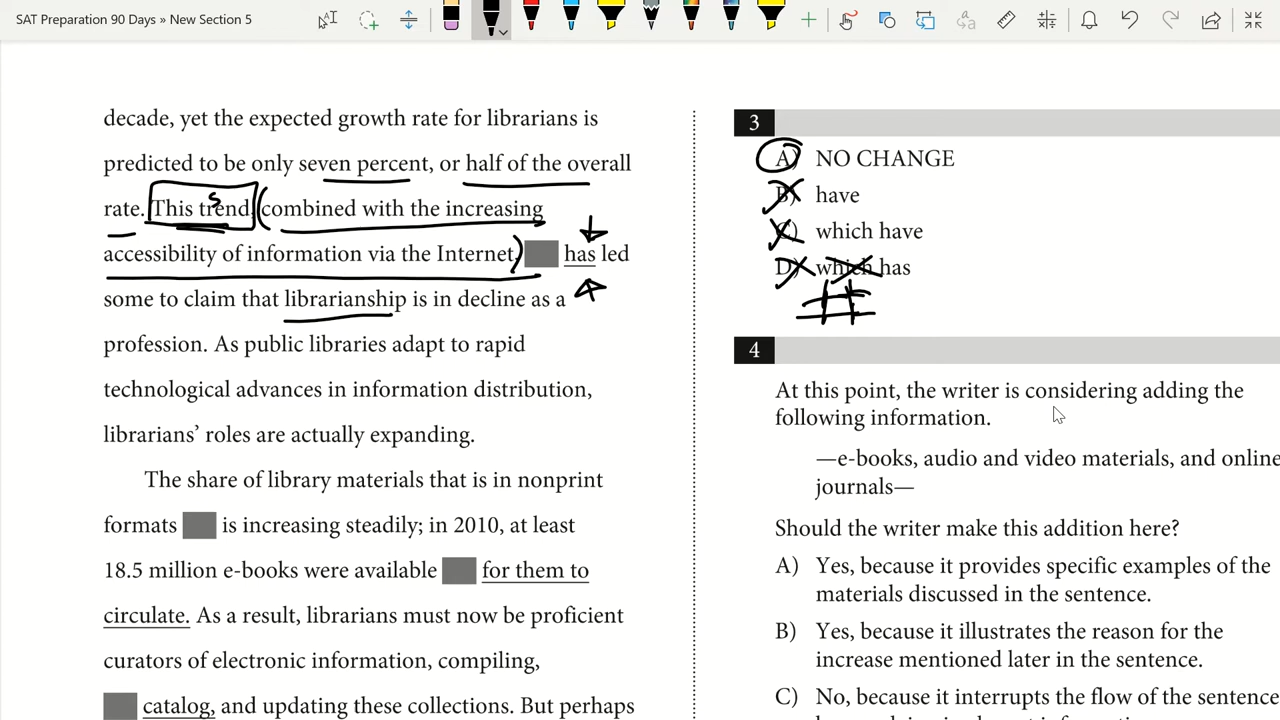 SAT Preparation 90 Days » New Section 5
decade, yet the expected growth rate for librarians is
predicted to be only seven percent, or half of the overall
rate. This trend, (combined with the increasing
accessibility of information via the Internet,) has led
some to claim that librarianship is in decline as a
profession. As public libraries adapt to rapid
technological advances in information distribution,
librarians’ roles are actually expanding.
The share of library materials that is in nonprint
formats is increasing steadily; in 2010, at least
18.5 million e-books were available for them to
circulate. As a result, librarians must now be proficient
curators of electronic information, compiling,
catalog, and updating these collections. But perhaps
3
A) NO CHANGE
B) have
C) which have
D) which has
4
At this point, the writer is considering adding the
following information.
—e-books, audio and video materials, and online
journals—
Should the writer make this addition here?
A) Yes, because it provides specific examples of the
materials discussed in the sentence.
B) Yes, because it illustrates the reason for the
increase mentioned later in the sentence.
C) No, because it interrupts the flow of the sentence